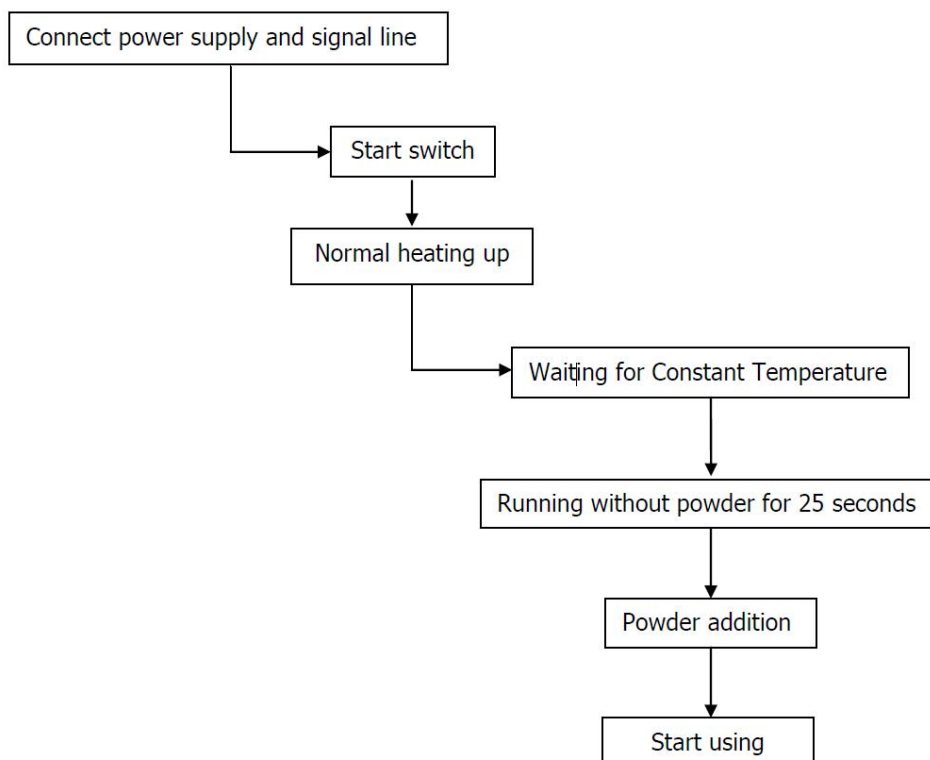 Connect power supply and signal line
Start switch
Normal heating up
Waiting for Constant Temperature
Running without powder for 25 seconds
Powder addition
Start using